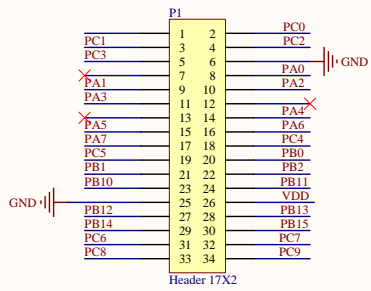 P1
1 2 PC0
PC1 3 4 PC2
PC3 5 6 GND
7 8 PA0
PA1 9 10 PA2
PA3 11 12
13 14 PA4
PA5 15 16 PA6
PA7 17 18 PC4
PC5 19 20 PB0
PB1 21 22 PB2
PB10 23 24 PB11
GND 25 26 VDD
PB12 27 28 PB13
PB14 29 30 PB15
PC6 31 32 PC7
PC8 33 34 PC9
Header 17X2